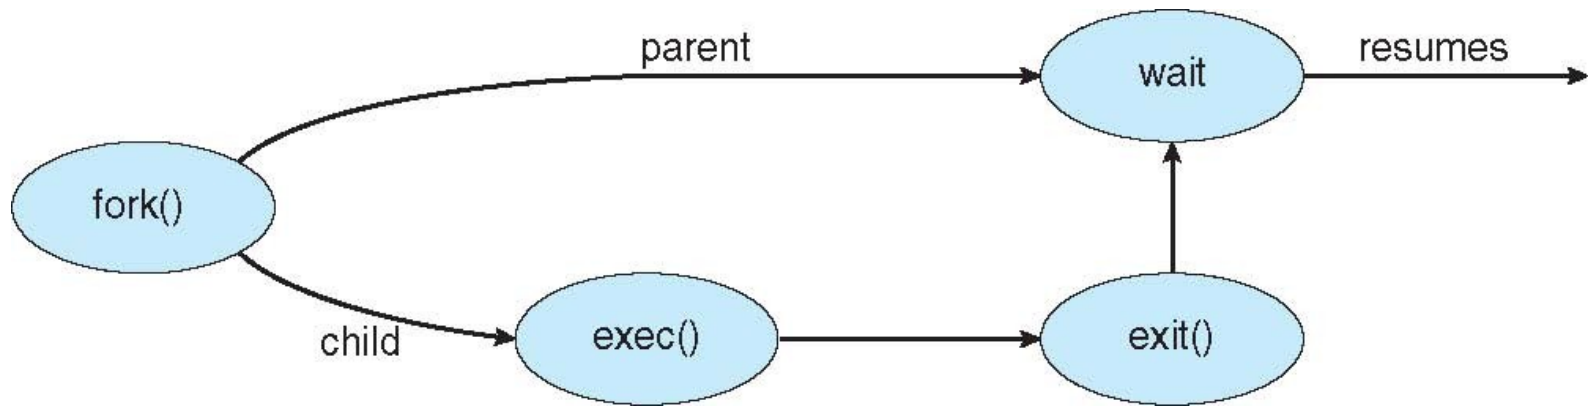 parent
wait
resumes
fork()
child
exec()
exit()